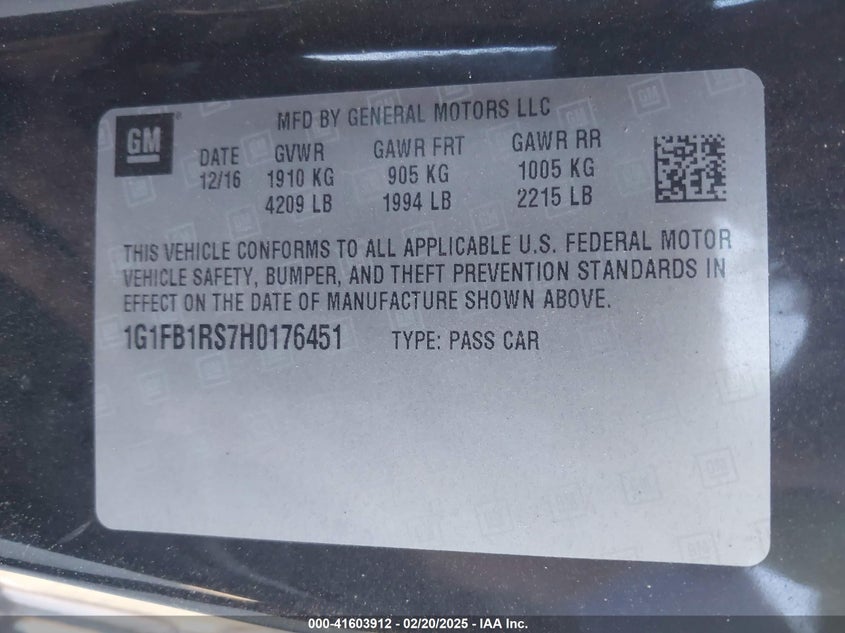 GM®
MFD BY GENERAL MOTORS LLC
DATE GVWR GAWR FRT GAWR RR
12/16 1910 KG 905 KG 1005 KG
4209 LB 1994 LB 2215 LB
THIS VEHICLE CONFORMS TO ALL APPLICABLE U.S. FEDERAL MOTOR
VEHICLE SAFETY, BUMPER, AND THEFT PREVENTION STANDARDS IN
EFFECT ON THE DATE OF MANUFACTURE SHOWN ABOVE.
1G1FB1RS7H0176451 TYPE: PASS CAR
000-41603912 - 02/20/2025 - IAA Inc.